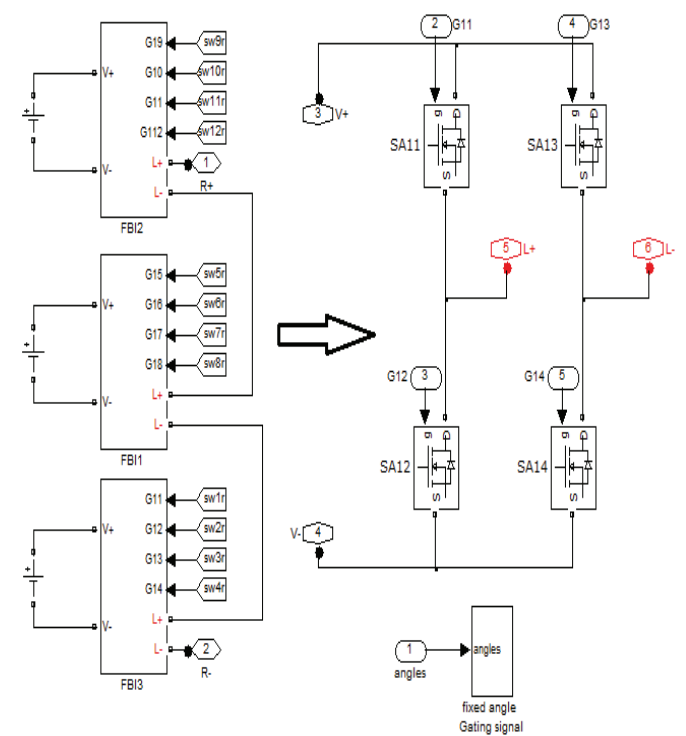 G19 sw9r
V+ G10 sw10r
G11 sw11r
G112 sw12r
V- L+ 1
L- R+
FBI2
G15 sw5r
V+ G16 sw6r
G17 sw7r
G18 sw8r
V- L+
L-
FBI1
G11 sw1r
V+ G12 sw2r
G13 sw3r
G14 sw4r
V- L+
L- 2
R-
FBI3
2 G11
4 G13
3 V+
g D
SA11
S
g D
SA13
S
5 L+
6 L-
G12 3
G14 5
g D
SA12
S
g D
SA14
S
V- 4
1
angles
angles
fixed angle
Gating signal